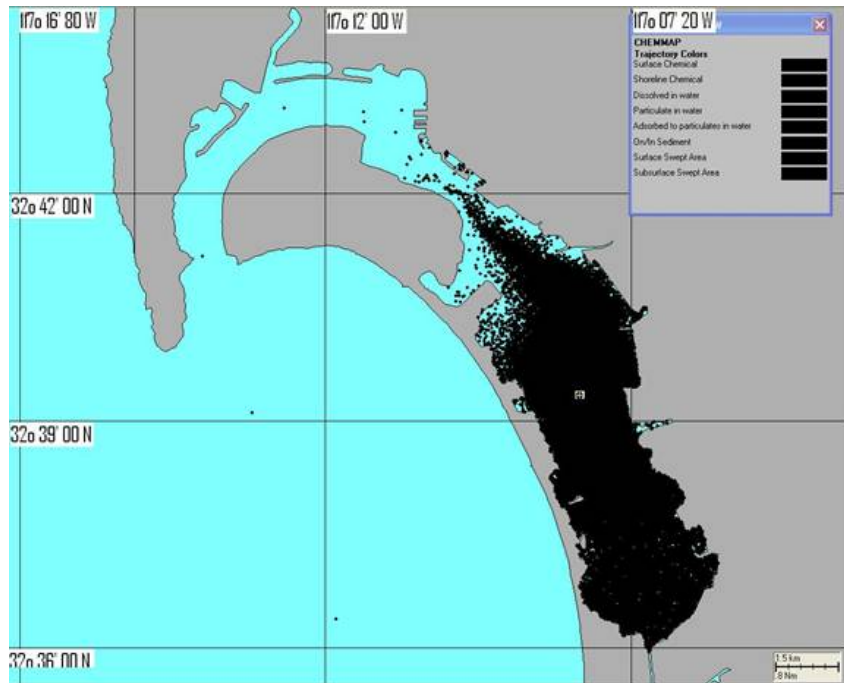 117o 16' 80 W
117o 12' 00 W
117o 07' 20 W
CHEMMAP
Trajectory Colors
Surface Chemical
Shoreline Chemical
Dissolved in water
Particulate in water
Adsorbed to particulates in water
On/In Sediment
Surface Swept Area
Subsurface Swept Area
32o 42' 00 N
32o 39' 00 N
32o 36' 00 N
1.5 km
.8 Nm